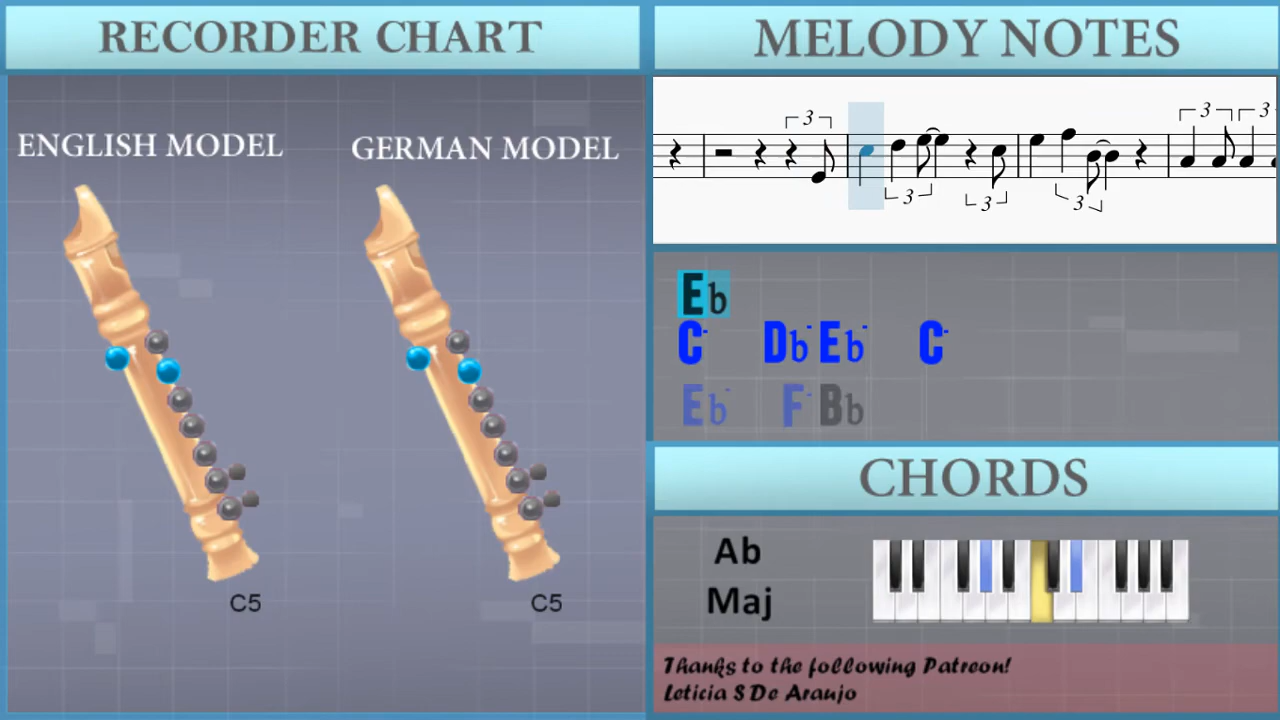 RECORDER CHART
ENGLISH MODEL
GERMAN MODEL
C5
C5
MELODY NOTES
3
3
3
3
3
3
Eb
C- Db- Eb- C-
Eb- F- Bb
CHORDS
Ab
Maj
Thanks to the following Patreon!
Leticia S De Araujo